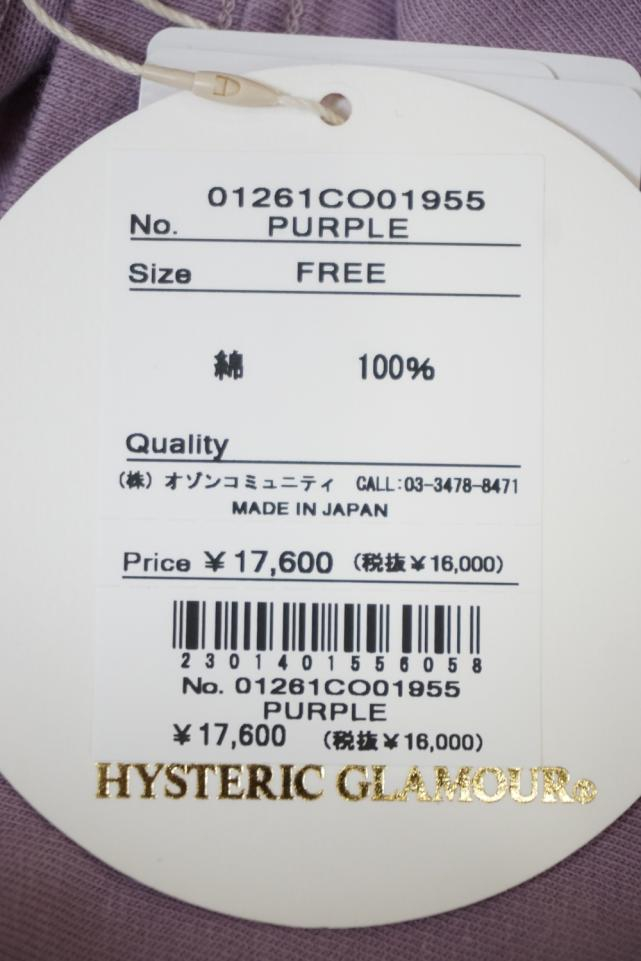 01261CO01955
No. PURPLE
Size FREE
綿 100%
Quality
(株) オゾンコミュニティ CALL:03-3478-8471
MADE IN JAPAN
Price ¥17,600 (税抜¥16,000)
2301401556058
No. 01261CO01955
PURPLE
¥17,600 (税抜¥16,000)
HYSTERIC GLAMOUR®